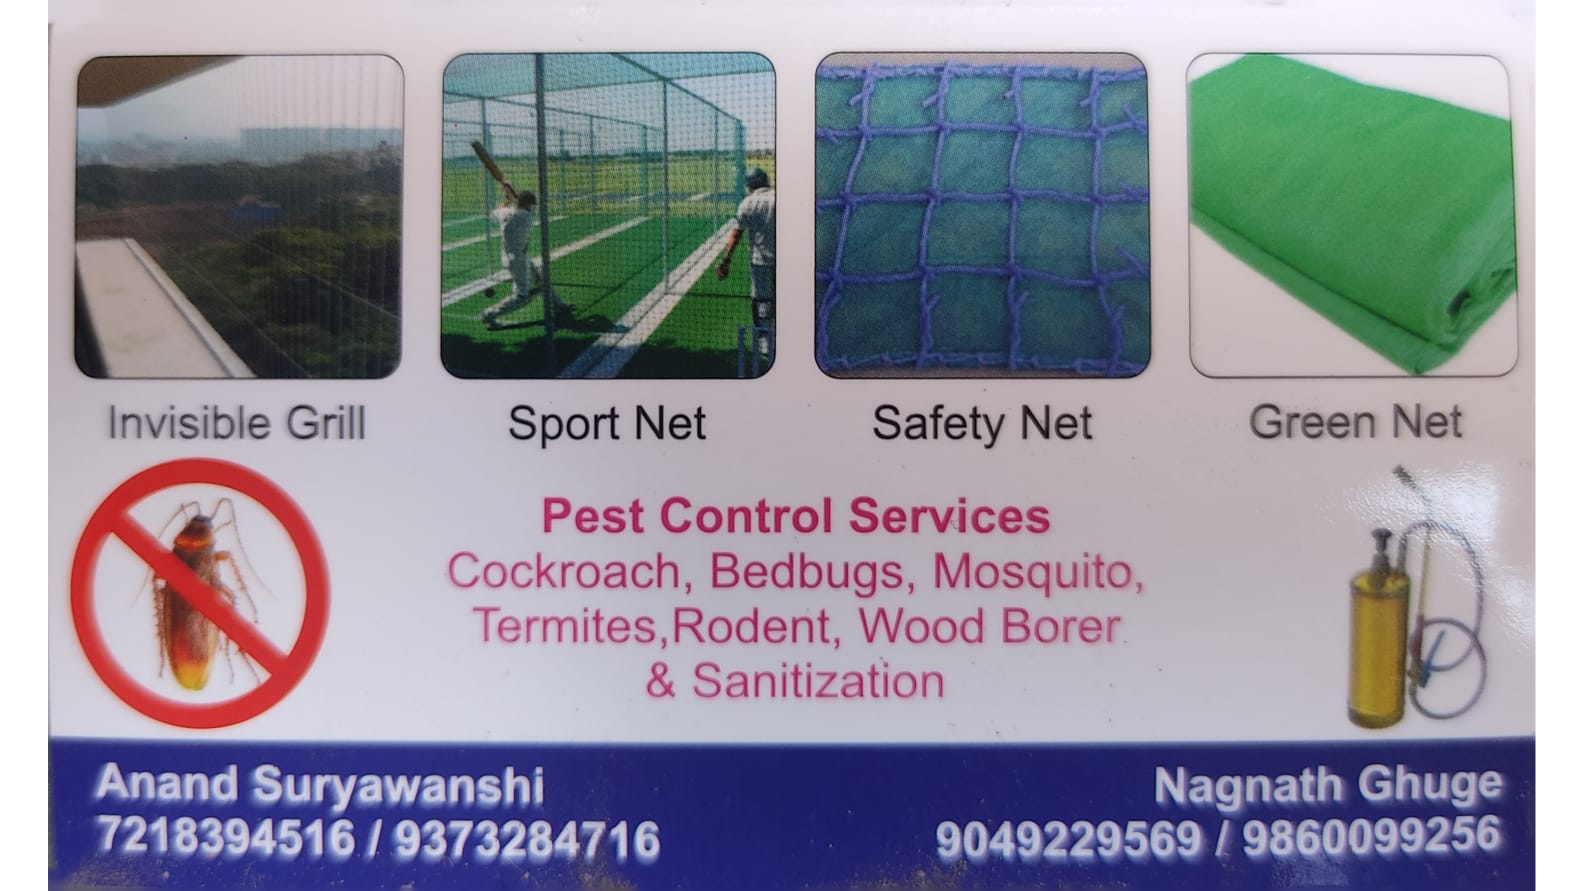 Invisible Grill
Sport Net
Safety Net
Green Net
Pest Control Services
Cockroach, Bedbugs, Mosquito,
Termites,Rodent, Wood Borer
& Sanitization
Anand Suryawanshi
7218394516 / 9373284716
Nagnath Ghuge
9049229569 / 9860099256